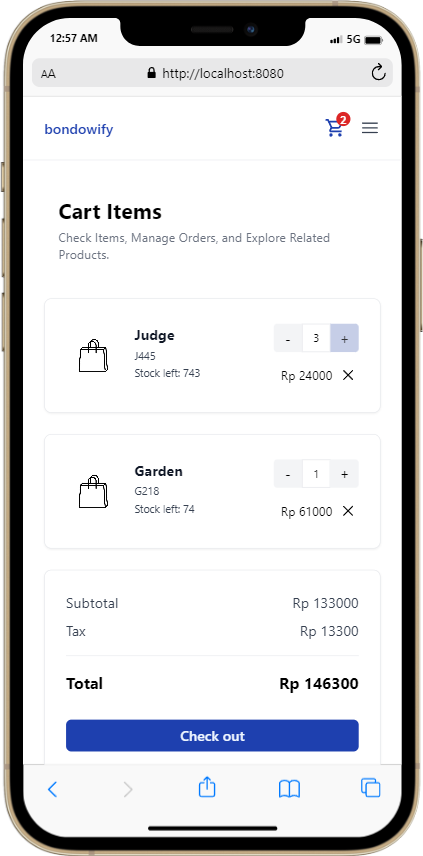 12:57 AM
5G
AA
http://localhost:8080
bondowify
2
Cart Items
Check Items, Manage Orders, and Explore Related
Products.
Judge
J445
Stock left: 743
- 3 +
Rp 24000
Garden
G218
Stock left: 74
- 1 +
Rp 61000
Subtotal Rp 133000
Tax Rp 13300
Total Rp 146300
Check out